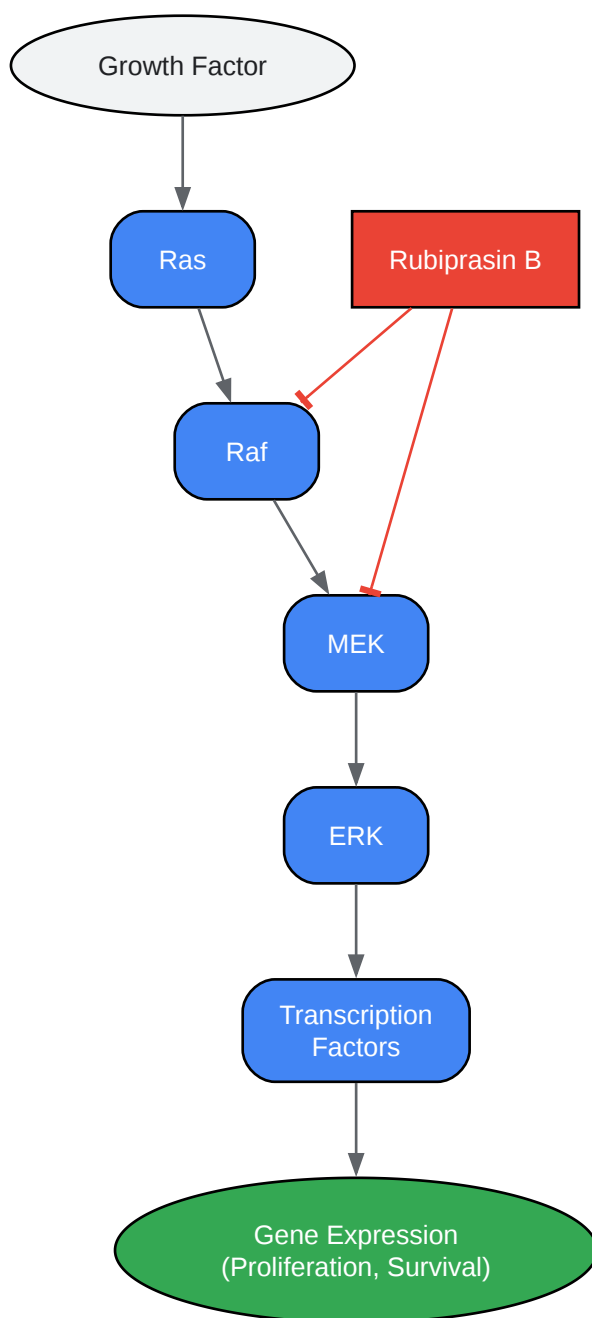 Growth Factor
Ras
Rubiprasin B
Raf
MEK
ERK
Transcription
Factors
Gene Expression
(Proliferation, Survival)